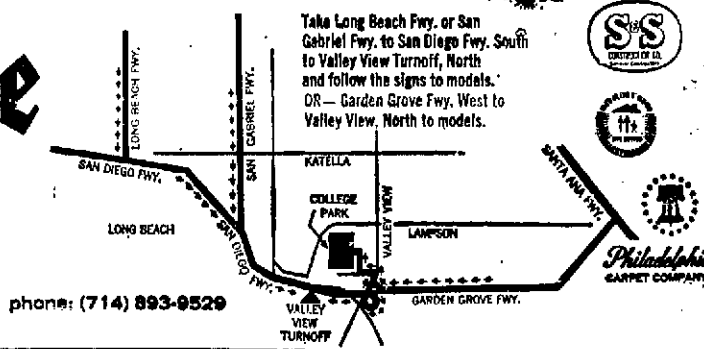 Take Long Beach Fwy. or San
Gabriel Fwy. to San Diego Fwy. South
to Valley View Turnoff, North
and follow the signs to models.
OR— Garden Grove Fwy. West to
Valley View, North to models.
S&S
CONSTRUCTION CO.
LONG BEACH FWY.
SAN GABRIEL FWY.
SAN DIEGO FWY.
KATELLA
SANTA ANA FWY.
COLLEGE
PARK
VALLEY VIEW
LAMPSON
LONG BEACH
SAN DIEGO FWY.
Philadelphia
CARPET COMPANY
GARDEN GROVE FWY.
phone: (714) 893-9529
VALLEY
VIEW
TURNOFF